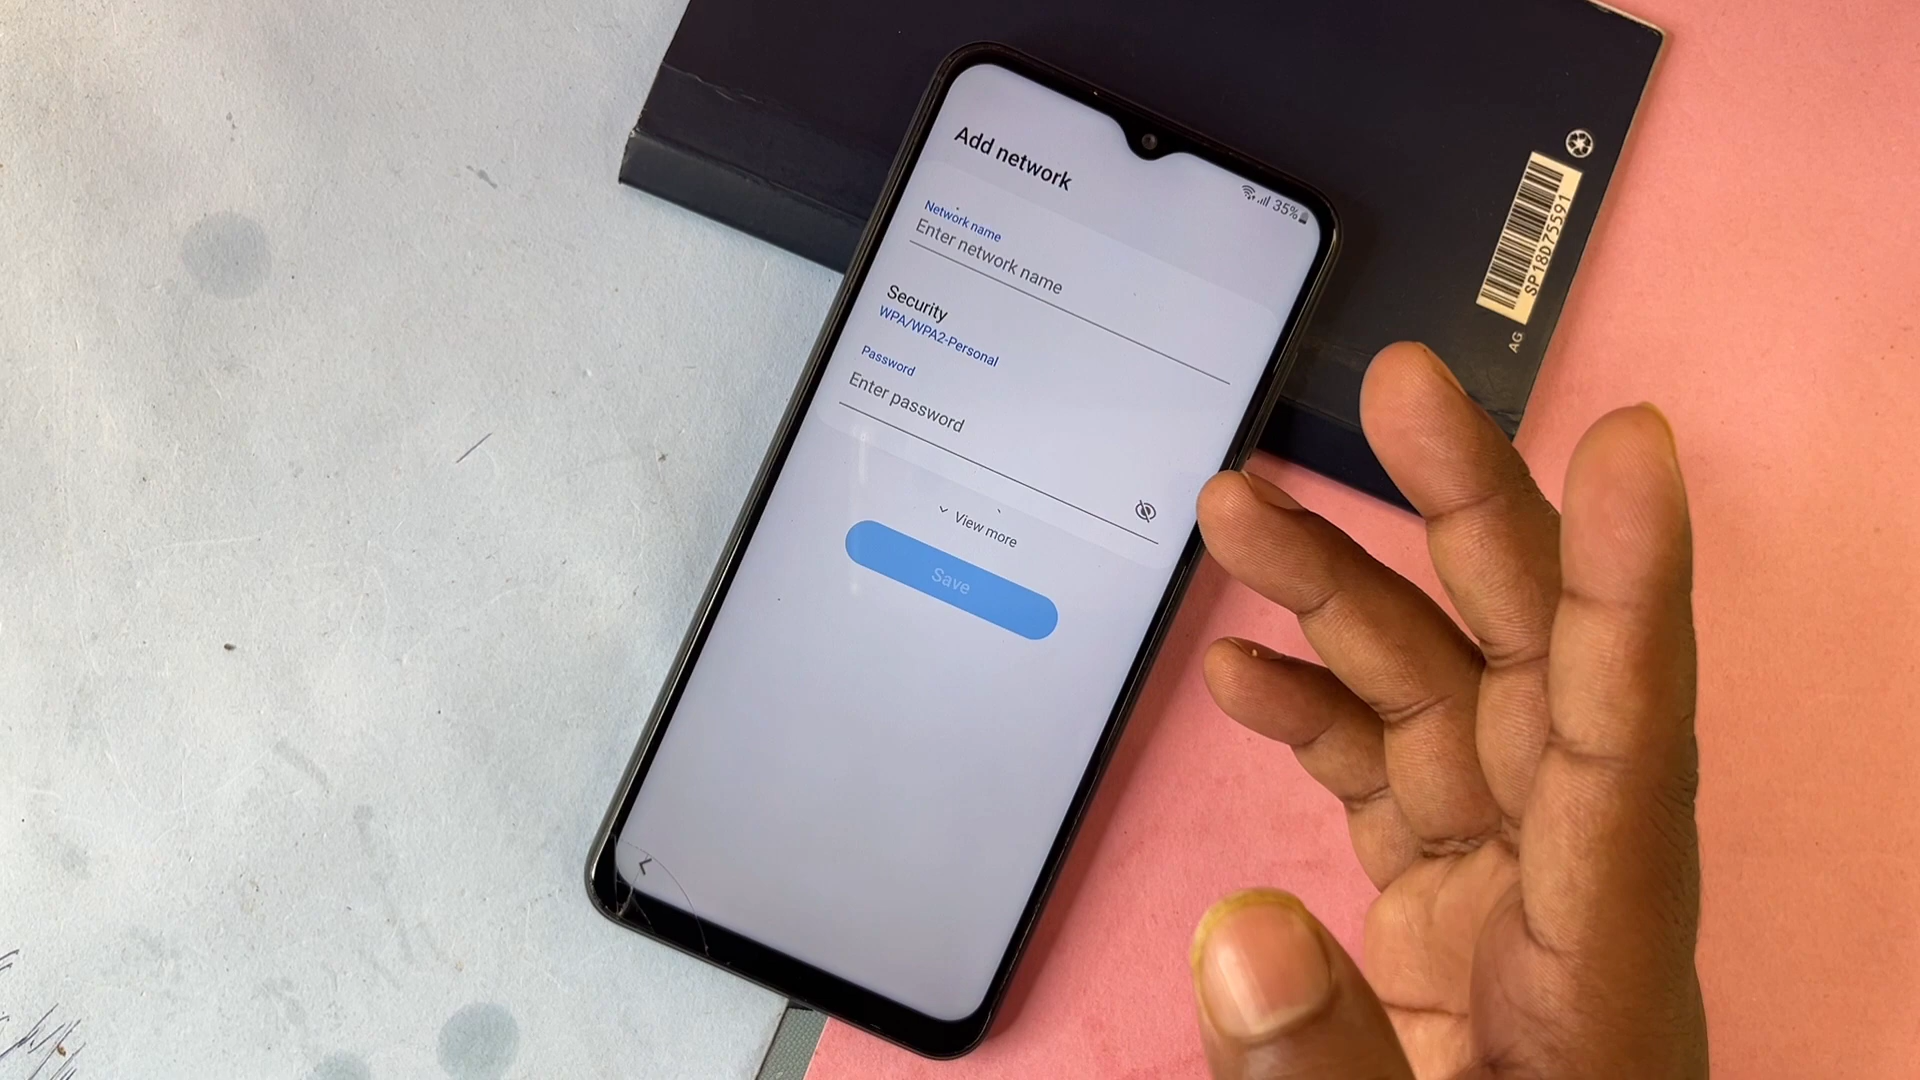 Add network
35%
Network name
Enter network name
Security
WPA/WPA2-Personal
Password
Enter password
View more
Save
SP18D75591
AG